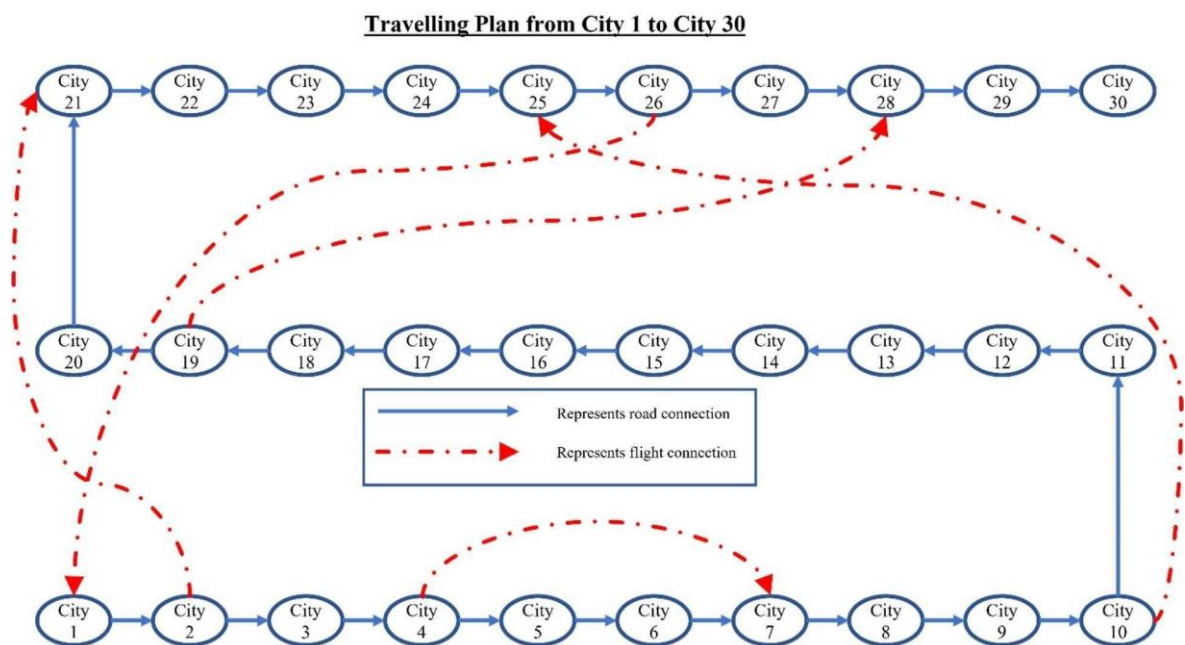 Travelling Plan from City 1 to City 30
City
21
City
22
City
23
City
24
City
25
City
26
City
27
City
28
City
29
City
30
City
20
City
19
City
18
City
17
City
16
City
15
City
14
City
13
City
12
City
11
Represents road connection
Represents flight connection
City
1
City
2
City
3
City
4
City
5
City
6
City
7
City
8
City
9
City
10